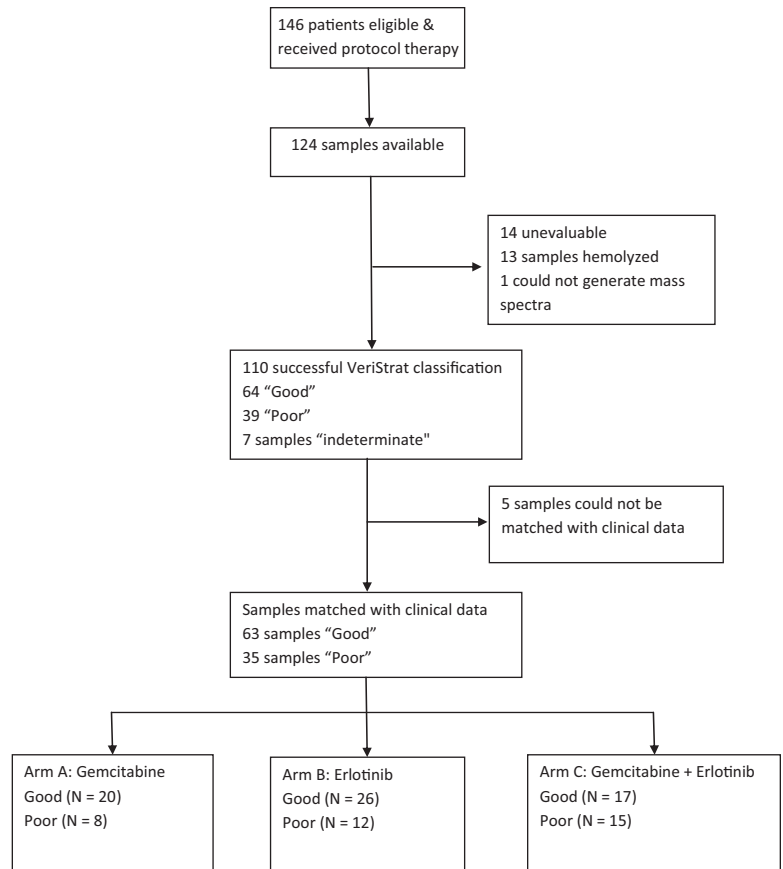 146 patients eligible &
received protocol therapy
124 samples available
14 unevaluable
13 samples hemolyzed
1 could not generate mass
spectra
110 successful VeriStrat classification
64 “Good”
39 “Poor”
7 samples “indeterminate"
5 samples could not be
matched with clinical data
Samples matched with clinical data
63 samples “Good”
35 samples “Poor”
Arm A: Gemcitabine
Good (N = 20)
Poor (N = 8)
Arm B: Erlotinib
Good (N = 26)
Poor (N = 12)
Arm C: Gemcitabine + Erlotinib
Good (N = 17)
Poor (N = 15)